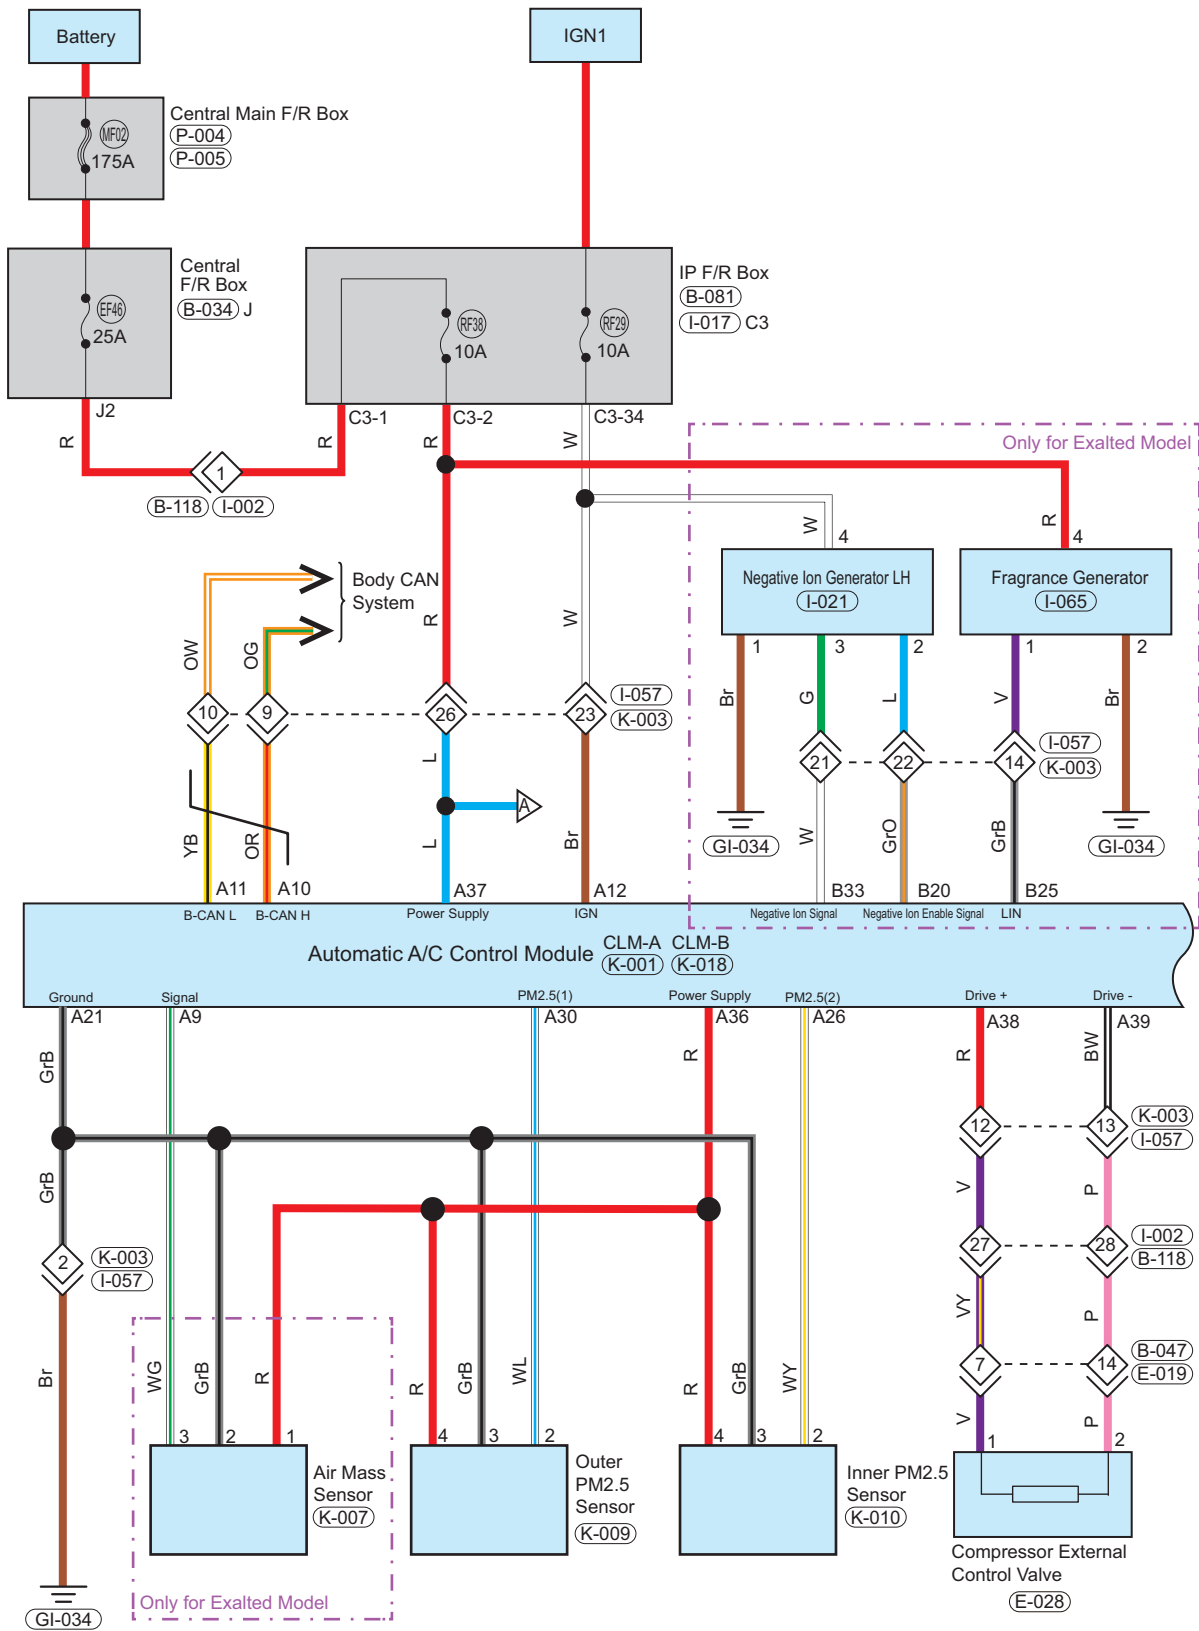 Battery
IGN1
Central Main F/R Box
P-004
P-005
MF02
175A
Central
F/R Box
B-034 J
EF46
25A
IP F/R Box
B-081
I-017 C3
RF38
10A
RF29
10A
J2
C3-1
C3-2
C3-34
R
R
R
W
1
B-118 I-002
Only for Exalted Model
W
4
R
4
Negative Ion Generator LH
I-021
Fragrance Generator
I-065
Body CAN
System
OW
OG
R
W
1
3
2
1
2
Br
G
L
V
Br
10
9
26
23
I-057
K-003
21
22
14
I-057
K-003
L
A
YB
OR
L
Br
GI-034
W
GrO
GrB
GI-034
A11
A10
A37
A12
B33
B20
B25
B-CAN L
B-CAN H
Power Supply
IGN
Negative Ion Signal
Negative Ion Enable Signal
LIN
Automatic A/C Control Module
CLM-A CLM-B
K-001 K-018
Ground
Signal
PM2.5(1)
Power Supply
PM2.5(2)
Drive +
Drive -
A21
A9
A30
A36
A26
A38
A39
GrB
R
R
BW
12
13
K-003
I-057
GrB
V
P
2
K-003
I-057
27
28
I-002
B-118
VY
P
Br
WG
GrB
R
R
GrB
WL
R
GrB
WY
7
14
B-047
E-019
V
P
3
2
1
4
3
2
4
3
2
1
2
Air Mass
Sensor
K-007
Outer
PM2.5
Sensor
K-009
Inner PM2.5
Sensor
K-010
Compressor External
Control Valve
E-028
Only for Exalted Model
GI-034